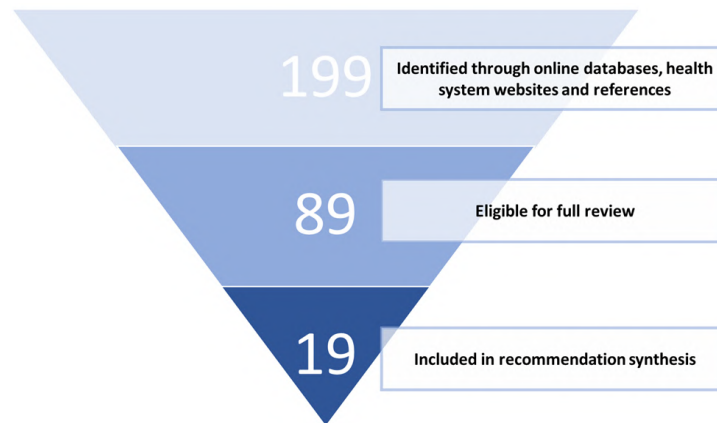 199
Identified through online databases, health
system websites and references
89
Eligible for full review
19
Included in recommendation synthesis